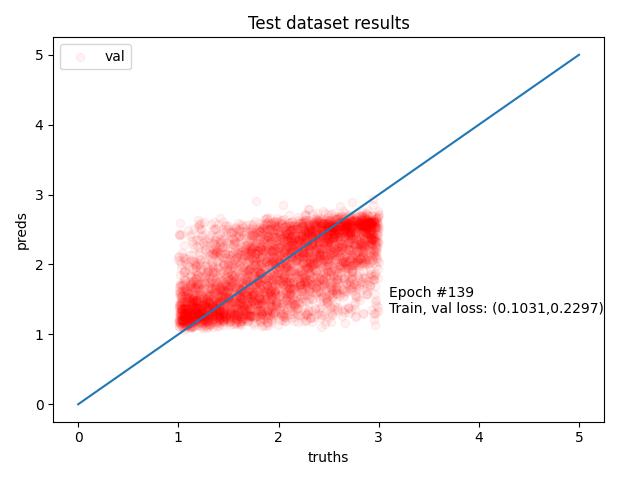 Test dataset results
val
5
4
3
2
1
0
preds
Epoch #139
Train, val loss: (0.1031,0.2297)
0 1 2 3 4 5
truths